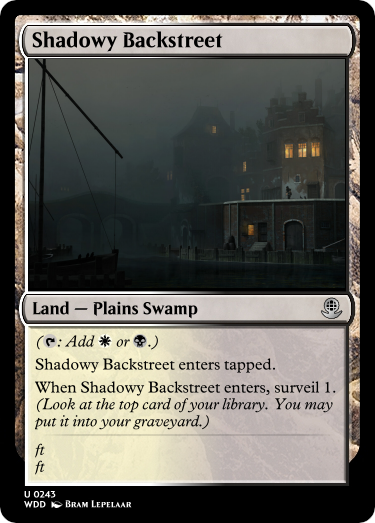 Shadowy Backstreet
Land — Plains Swamp
(: Add or .)
Shadowy Backstreet enters tapped.
When Shadowy Backstreet enters, surveil 1.
(Look at the top card of your library. You may
put it into your graveyard.)
ft
ft
U 0243
WDD Bram Lepelaar